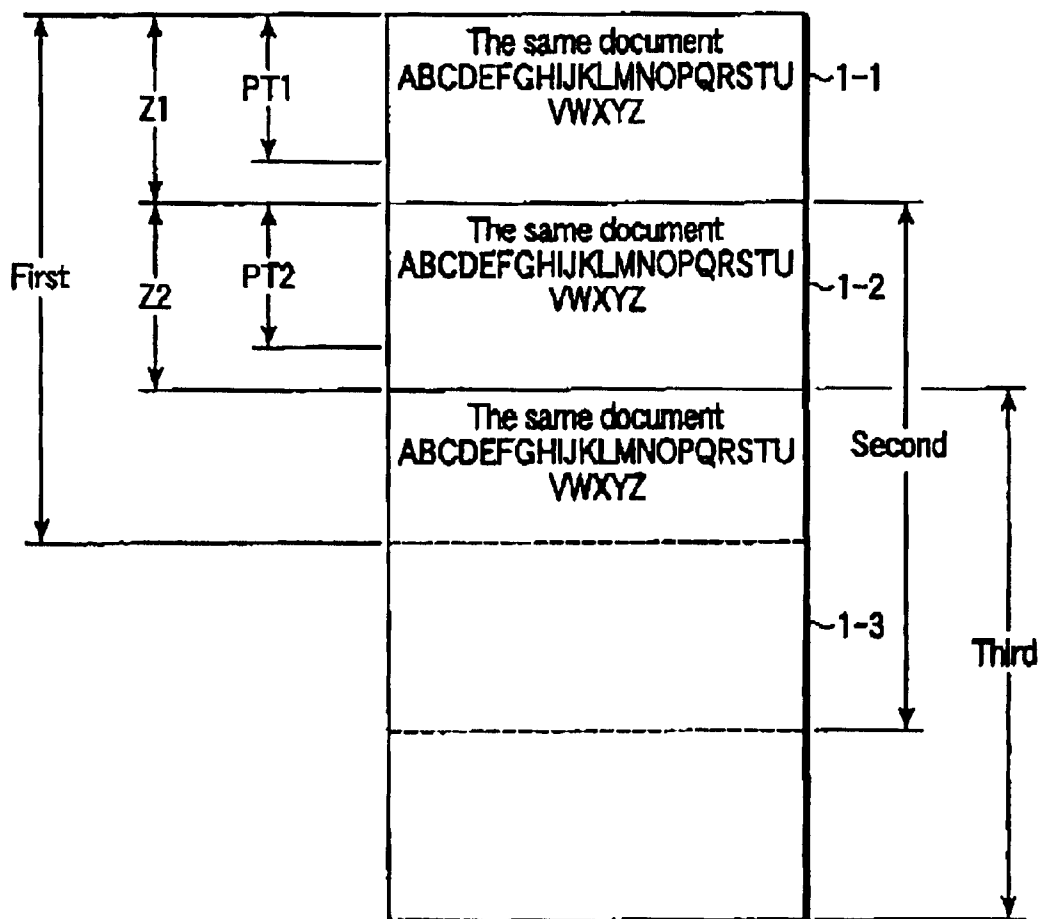 The same document
ABCDEFGHIJKLMNOPQRSTU
VWXYZ
1-1
PT1
Z1
The same document
ABCDEFGHIJKLMNOPQRSTU
VWXYZ
1-2
First
PT2
Z2
The same document
ABCDEFGHIJKLMNOPQRSTU
VWXYZ
Second
1-3
Third